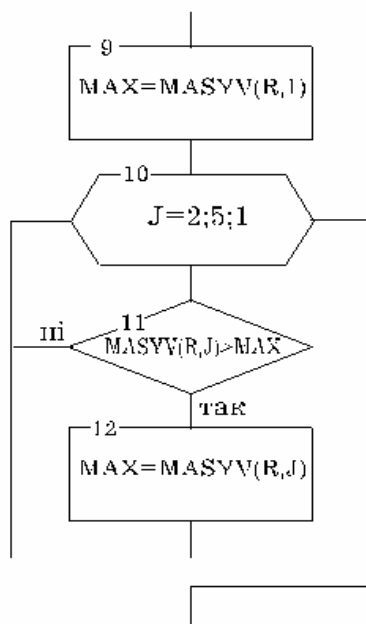 9
MAX=MASYV(R,1)
10
J=2;5;1
11
ні
MASYV(R,J)>MAX
так
12
MAX=MASYV(R,J)